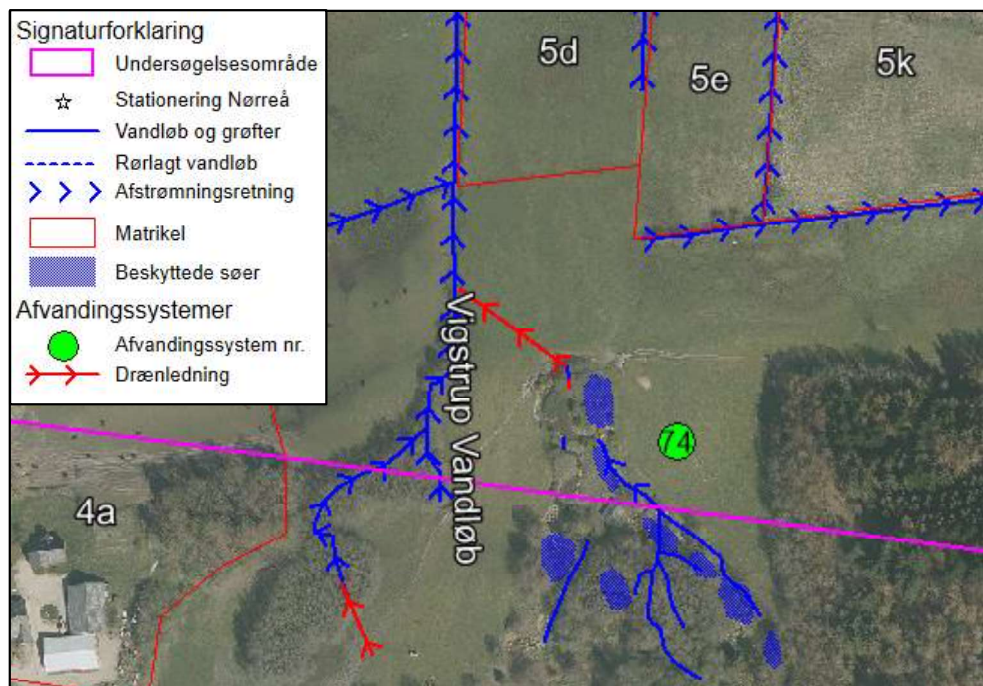 Signaturforklaring
Undersøgelsesområde
Stationering Nørreå
Vandløb og grøfter
Rørlagt vandløb
Afstrømningsretning
Matrikel
Beskyttede søer
Afvandingssystemer
Afvandingssystem nr.
Drænledning
5d
5e
5k
Vigstrup Vandløb
74
4a